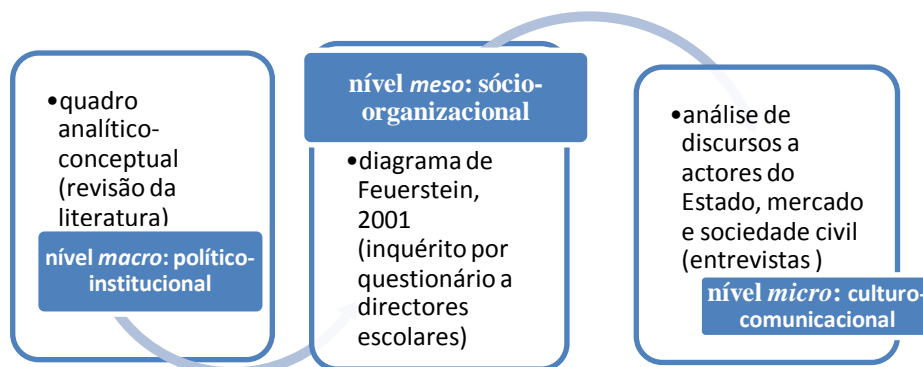 •quadro
analítico-
conceptual
(revisão da
literatura)
nível macro: político-
institucional
nível meso: sócio-
organizacional
•diagrama de
Feuerstein,
2001
(inquérito por
questionário a
directores
escolares)
•análise de
discursos a
actores do
Estado, mercado
e sociedade civil
(entrevistas )
nível micro: culturo-
comunicacional